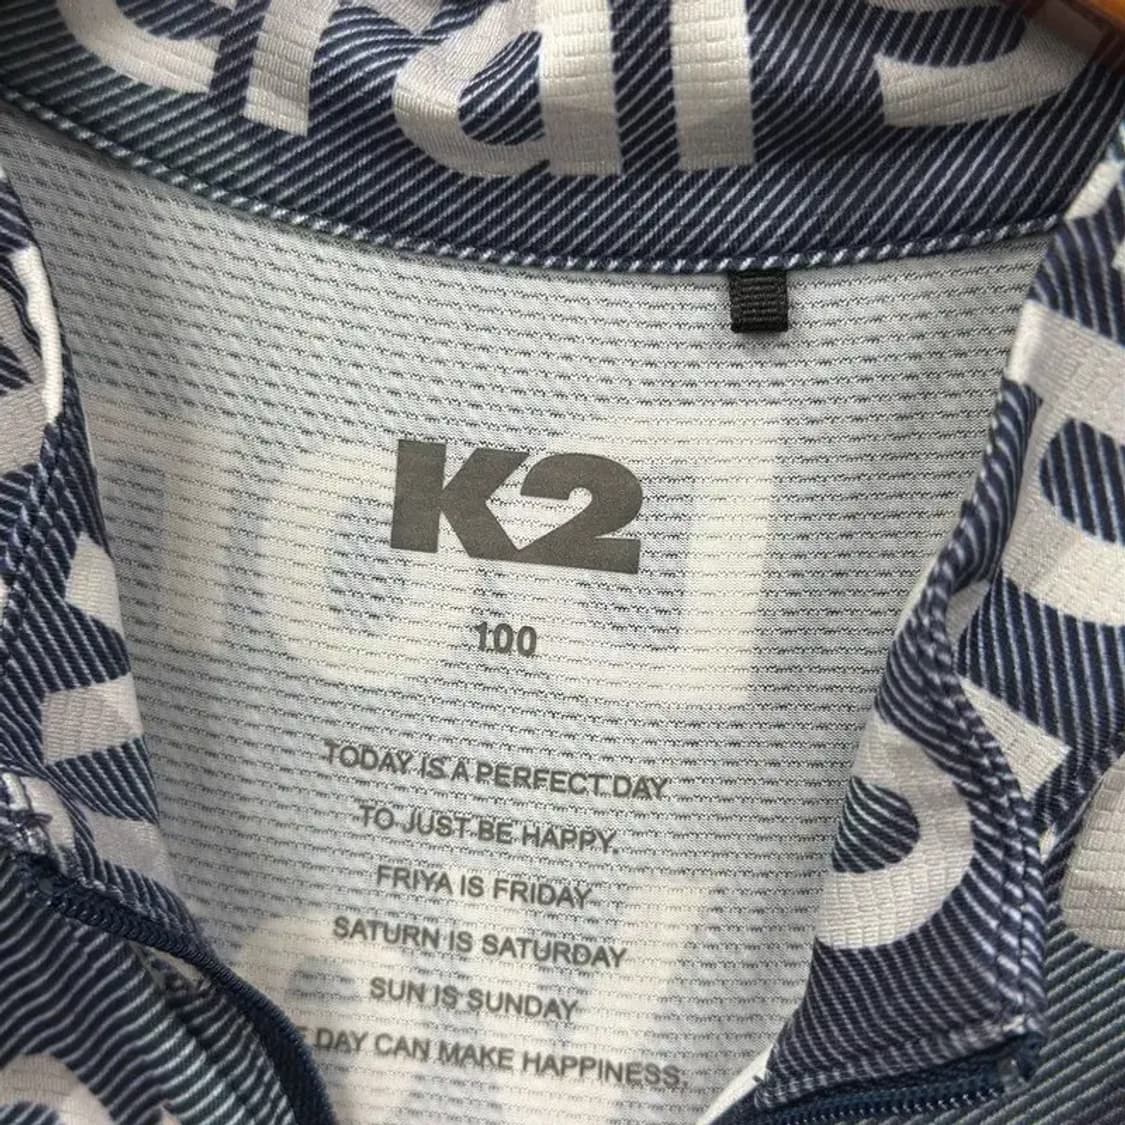 K2
100
TODAY IS A PERFECT DAY
TO JUST BE HAPPY.
FRIYA IS FRIDAY
SATURN IS SATURDAY
SUN IS SUNDAY
DAY CAN MAKE HAPPINESS.